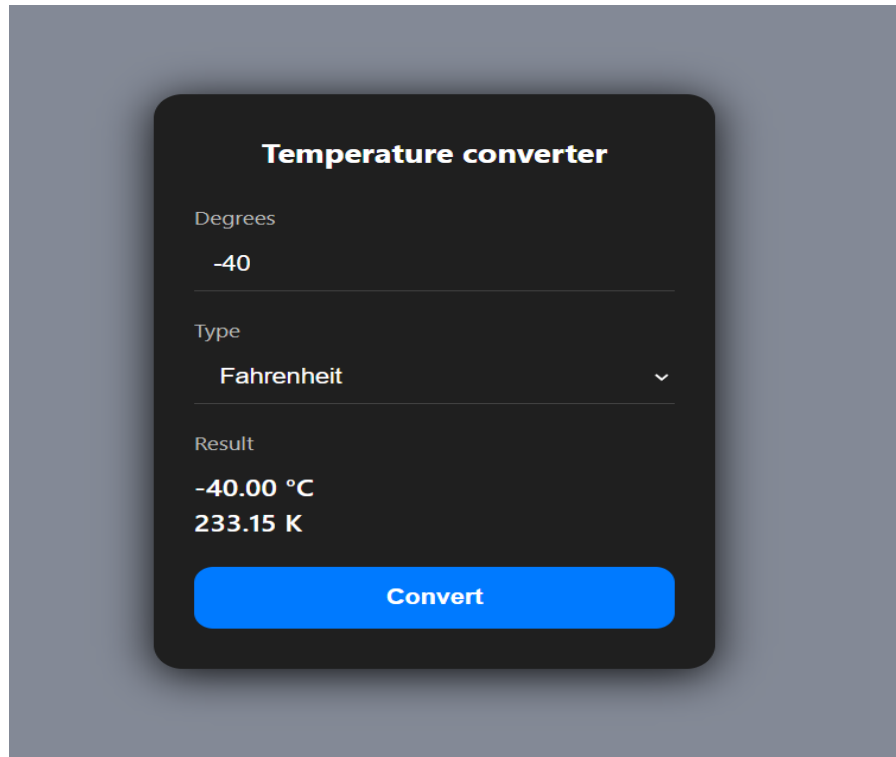 Temperature converter
Degrees
-40
Type
Fahrenheit
Result
-40.00 °C
233.15 K
Convert